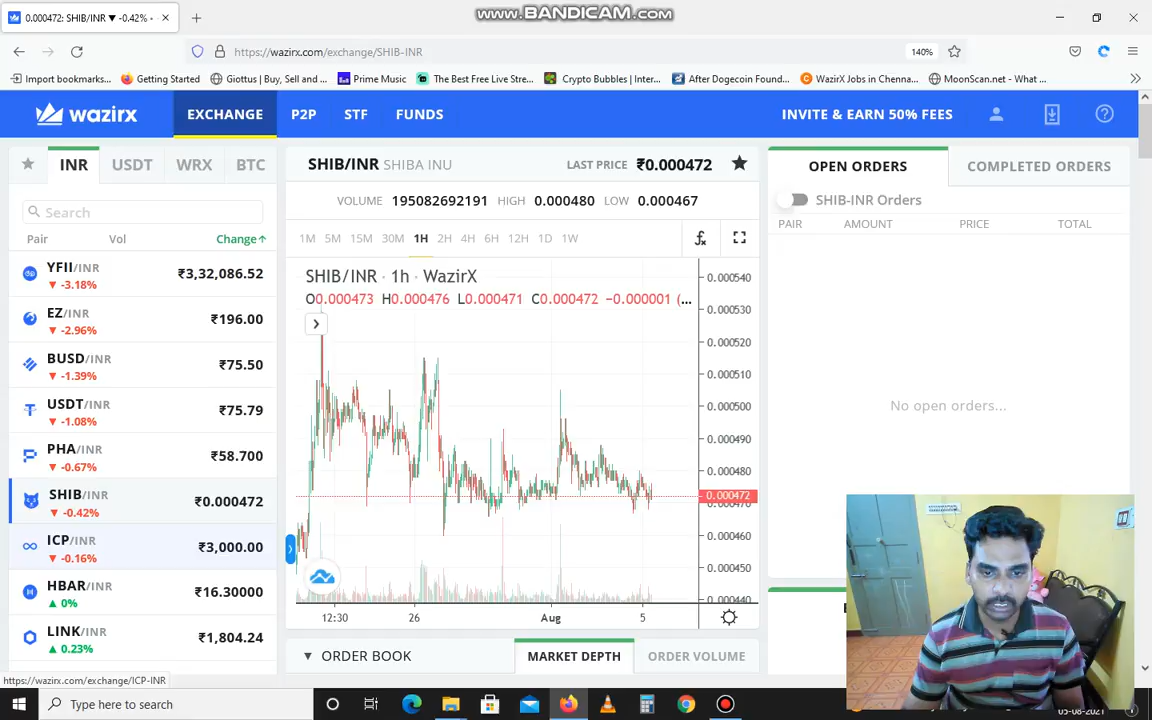 www.BANDICAM.com
0.000472: SHIB/INR ▼ -0.42% •
https://wazirx.com/exchange/SHIB-INR
140%
Import bookmarks...
Getting Started
Giottus | Buy, Sell and ...
Prime Music
The Best Free Live Stre...
Crypto Bubbles | Inter...
After Dogecoin Found...
WazirX Jobs in Chenna...
MoonScan.net - What ...
wazirx
EXCHANGE
P2P
STF
FUNDS
INVITE & EARN 50% FEES
INR
USDT
WRX
BTC
Search
Pair
Vol
Change↑
YFII/INR
₹3,32,086.52
▼ -3.18%
EZ/INR
₹196.00
▼ -2.96%
BUSD/INR
₹75.50
▼ -1.39%
USDT/INR
₹75.79
▼ -1.08%
PHA/INR
₹58.700
▼ -0.67%
SHIB/INR
₹0.000472
▼ -0.42%
ICP/INR
₹3,000.00
▼ -0.16%
HBAR/INR
₹16.30000
▲ 0%
LINK/INR
₹1,804.24
▲ 0.23%
https://wazirx.com/exchange/ICP-INR
SHIB/INR SHIBA INU
LAST PRICE ₹0.000472
VOLUME 195082692191 HIGH 0.000480 LOW 0.000467
1M 5M 15M 30M 1H 2H 4H 6H 12H 1D 1W
SHIB/INR · 1h · WazirX
O0.000473 H0.000476 L0.000471 C0.000472 −0.000001 (...
0.000540
0.000530
0.000520
0.000510
0.000500
0.000490
0.000480
0.000472
0.000470
0.000460
0.000450
0.000440
12:30 26 Aug 5
▼ ORDER BOOK
MARKET DEPTH
ORDER VOLUME
OPEN ORDERS
COMPLETED ORDERS
SHIB-INR Orders
PAIR AMOUNT PRICE TOTAL
No open orders...
Type here to search
05-08-2021